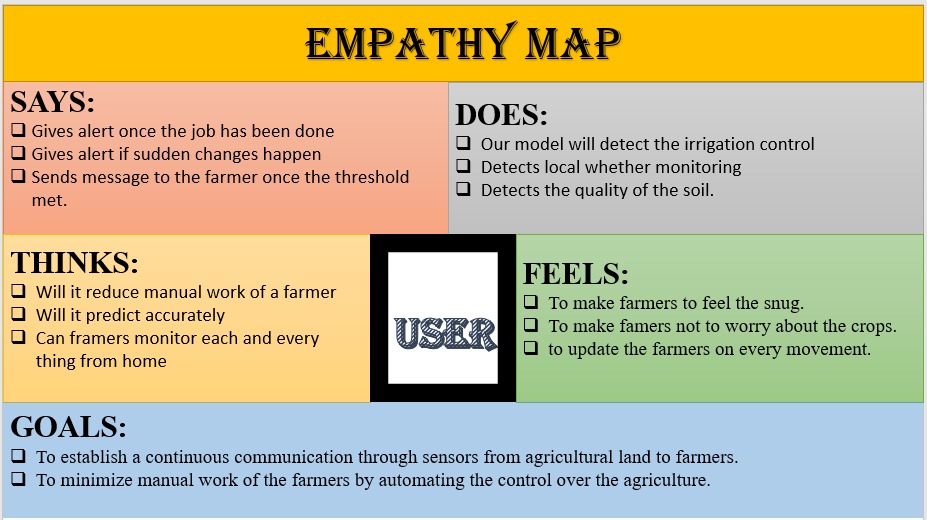 EMPATHY MAP
SAYS:
❑ Gives alert once the job has been done
❑ Gives alert if sudden changes happen
❑ Sends message to the farmer once the threshold
met.
DOES:
❑ Our model will detect the irrigation control
❑ Detects local whether monitoring
❑ Detects the quality of the soil.
THINKS:
❑ Will it reduce manual work of a farmer
❑ Will it predict accurately
❑ Can framers monitor each and every
thing from home
USER
FEELS:
❑ To make farmers to feel the snug.
❑ To make famers not to worry about the crops.
❑ to update the farmers on every movement.
GOALS:
❑ To establish a continuous communication through sensors from agricultural land to farmers.
❑ To minimize manual work of the farmers by automating the control over the agriculture.